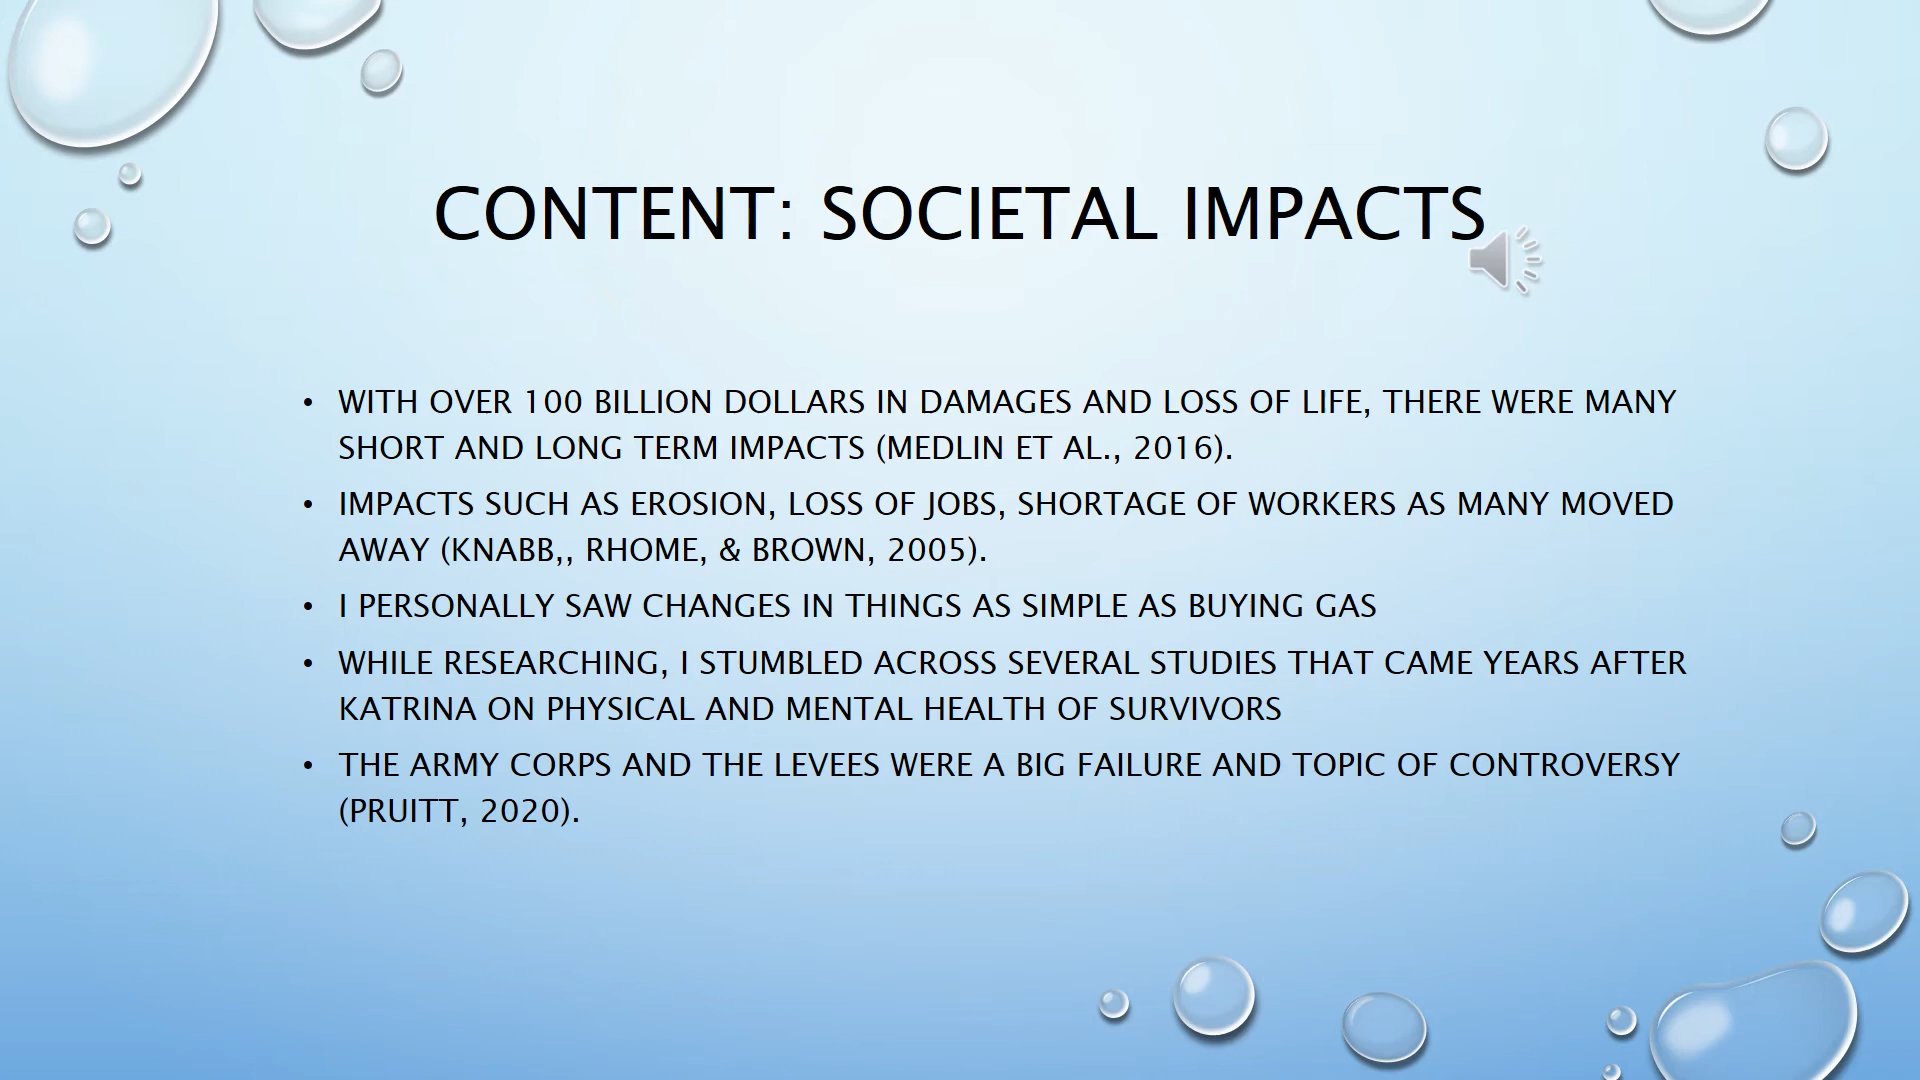 CONTENT: SOCIETAL IMPACTS
• WITH OVER 100 BILLION DOLLARS IN DAMAGES AND LOSS OF LIFE, THERE WERE MANY
SHORT AND LONG TERM IMPACTS (MEDLIN ET AL., 2016).
• IMPACTS SUCH AS EROSION, LOSS OF JOBS, SHORTAGE OF WORKERS AS MANY MOVED
AWAY (KNABB,, RHOME, & BROWN, 2005).
• I PERSONALLY SAW CHANGES IN THINGS AS SIMPLE AS BUYING GAS
• WHILE RESEARCHING, I STUMBLED ACROSS SEVERAL STUDIES THAT CAME YEARS AFTER
KATRINA ON PHYSICAL AND MENTAL HEALTH OF SURVIVORS
• THE ARMY CORPS AND THE LEVEES WERE A BIG FAILURE AND TOPIC OF CONTROVERSY
(PRUITT, 2020).